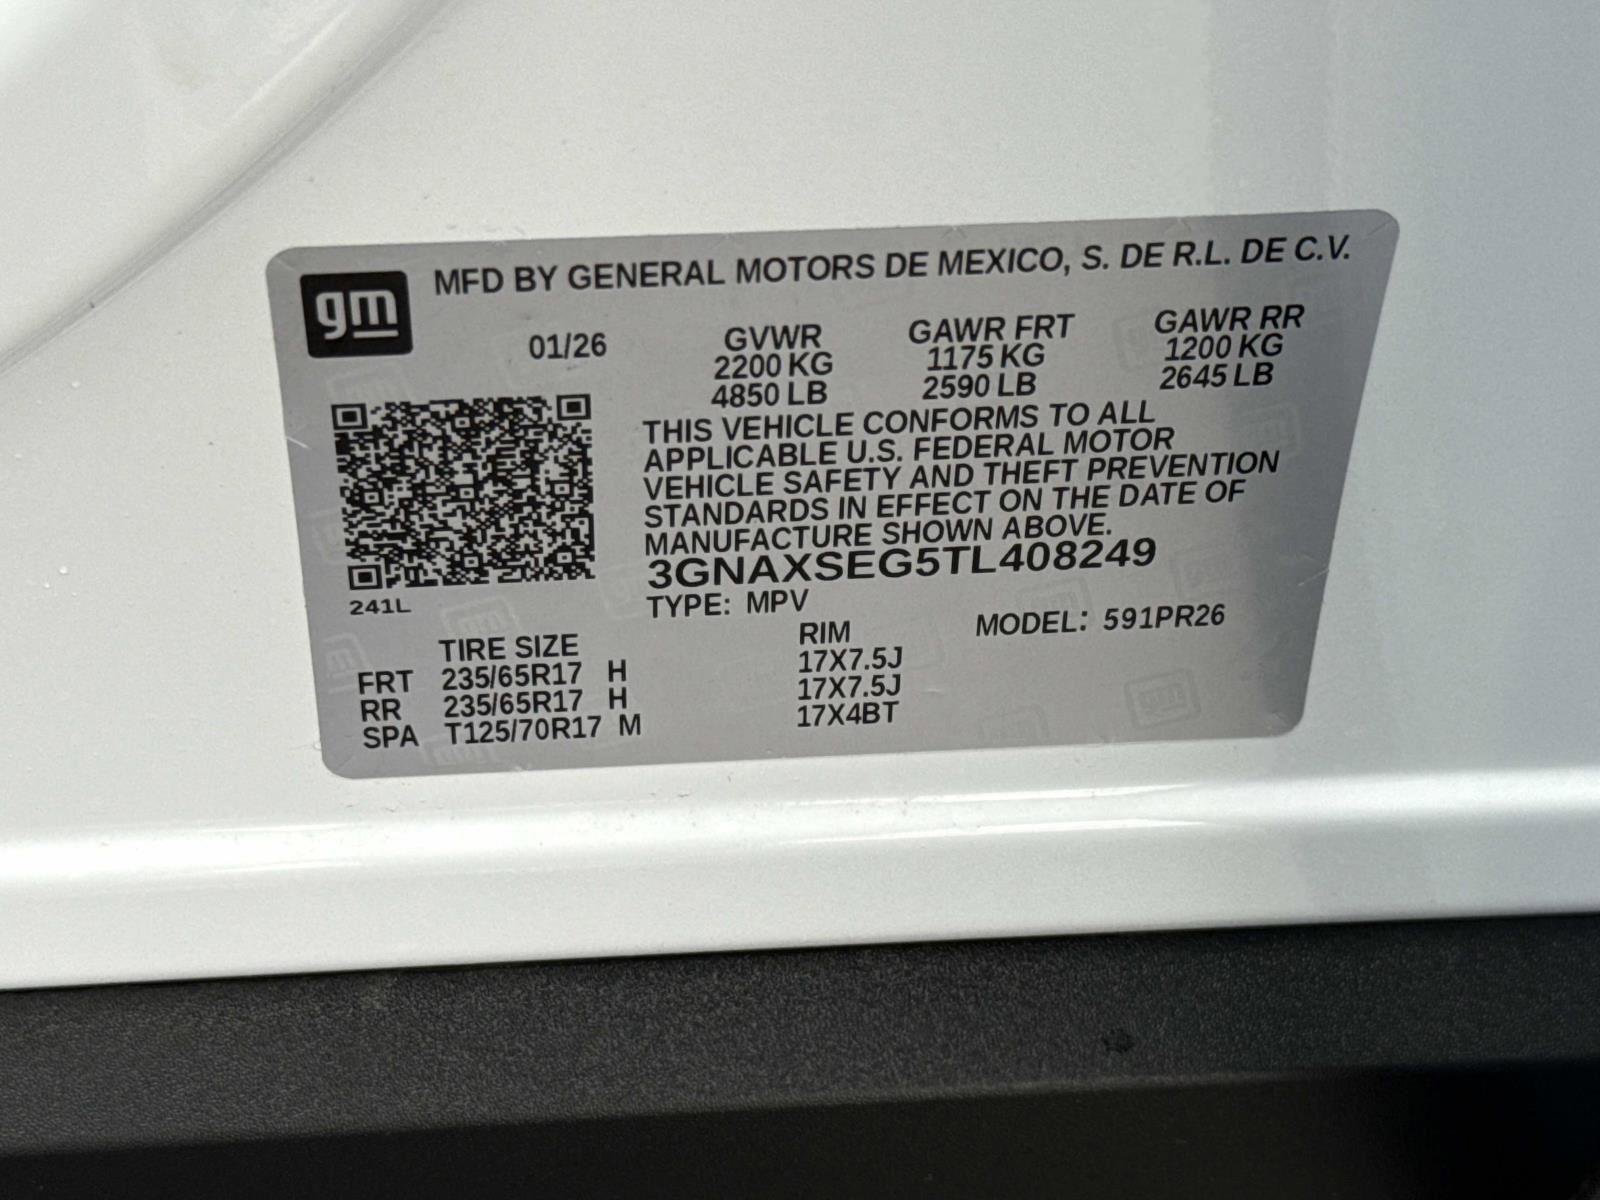 gm
MFD BY GENERAL MOTORS DE MEXICO, S. DE R.L. DE C.V.
01/26 GVWR GAWR FRT GAWR RR
2200 KG 1175 KG 1200 KG
4850 LB 2590 LB 2645 LB
THIS VEHICLE CONFORMS TO ALL
APPLICABLE U.S. FEDERAL MOTOR
VEHICLE SAFETY AND THEFT PREVENTION
STANDARDS IN EFFECT ON THE DATE OF
MANUFACTURE SHOWN ABOVE.
3GNAXSEG5TL408249
241L
TYPE: MPV
MODEL: 591PR26
TIRE SIZE RIM
FRT 235/65R17 H 17X7.5J
RR 235/65R17 H 17X7.5J
SPA T125/70R17 M 17X4BT